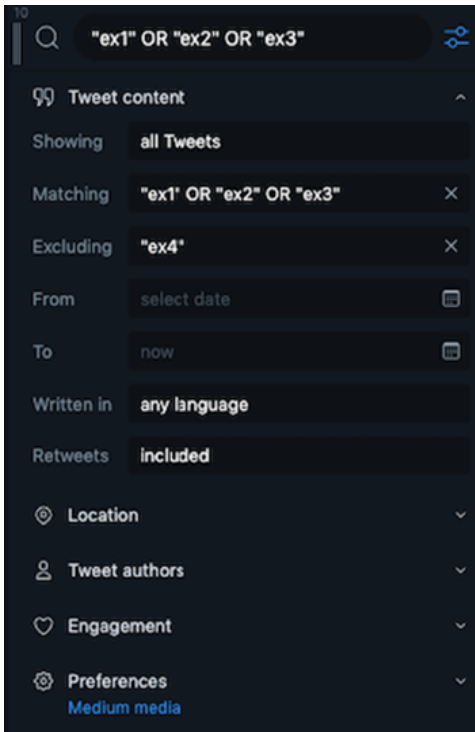 10
"ex1" OR "ex2" OR "ex3"
Tweet content
Showing all Tweets
Matching "ex1" OR "ex2" OR "ex3"
Excluding "ex4"
From select date
To now
Written in any language
Retweets included
Location
Tweet authors
Engagement
Preferences
Medium media